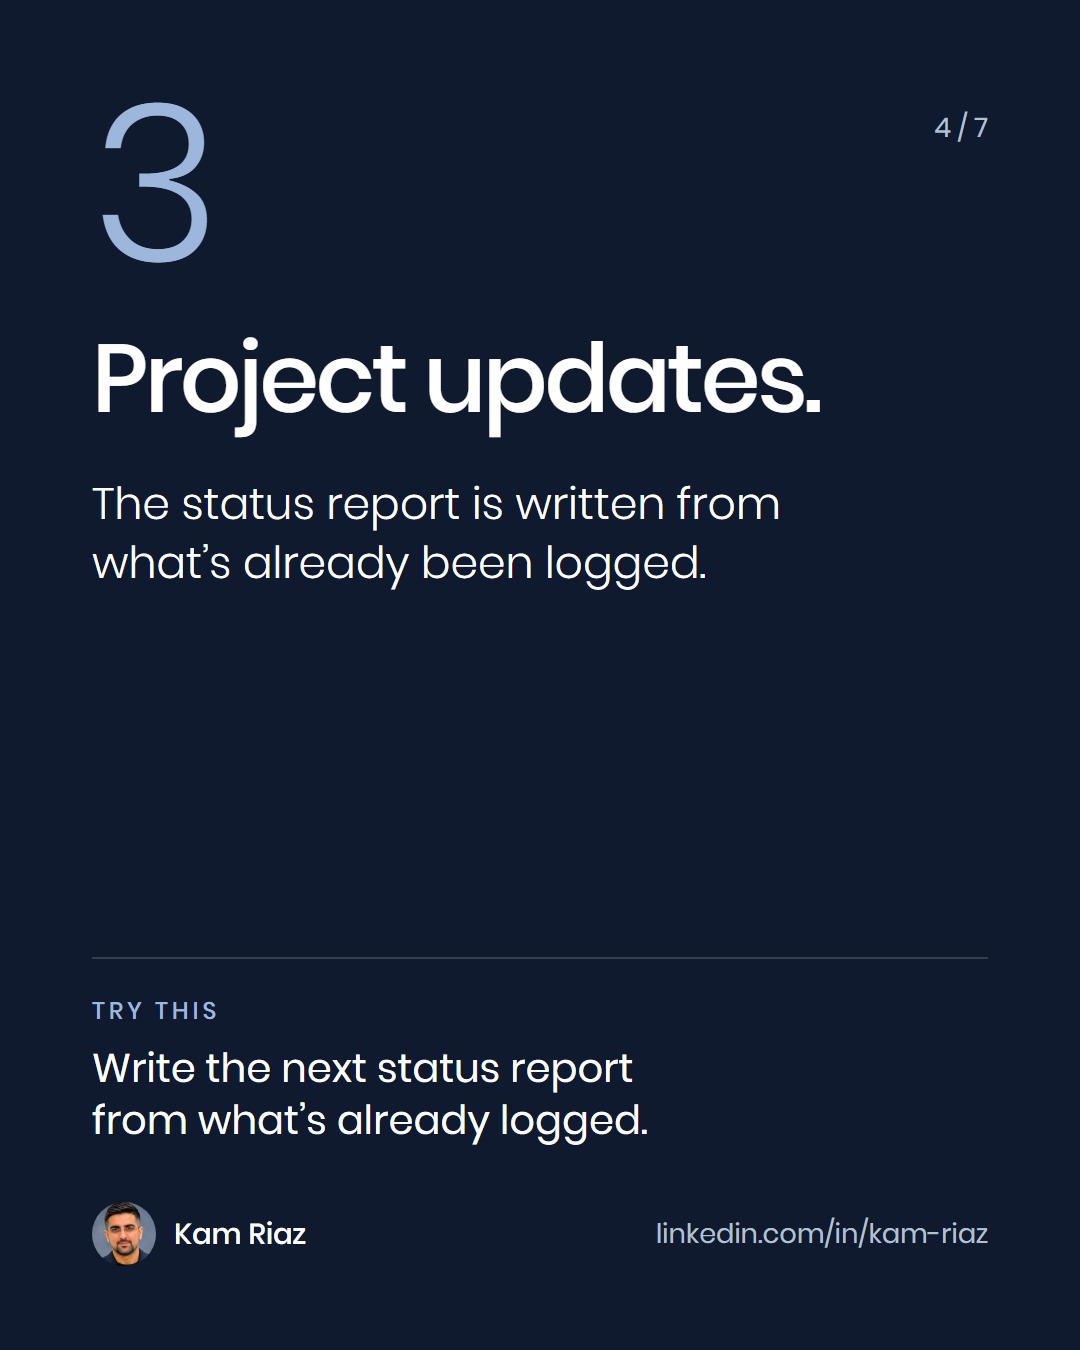 3
4 / 7
Project updates.
The status report is written from
what’s already been logged.
TRY THIS
Write the next status report
from what’s already logged.
Kam Riaz
linkedin.com/in/kam-riaz